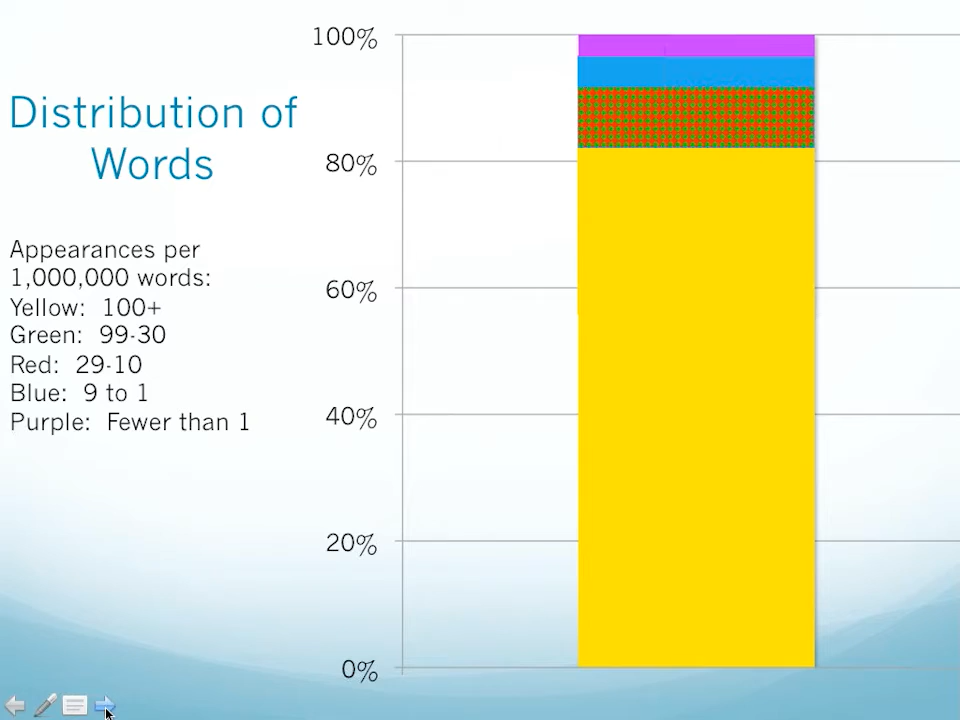 Distribution of
Words
Appearances per
1,000,000 words:
Yellow:  100+
Green:  99-30
Red:  29-10
Blue:  9 to 1
Purple:  Fewer than 1
100%
80%
60%
40%
20%
0%